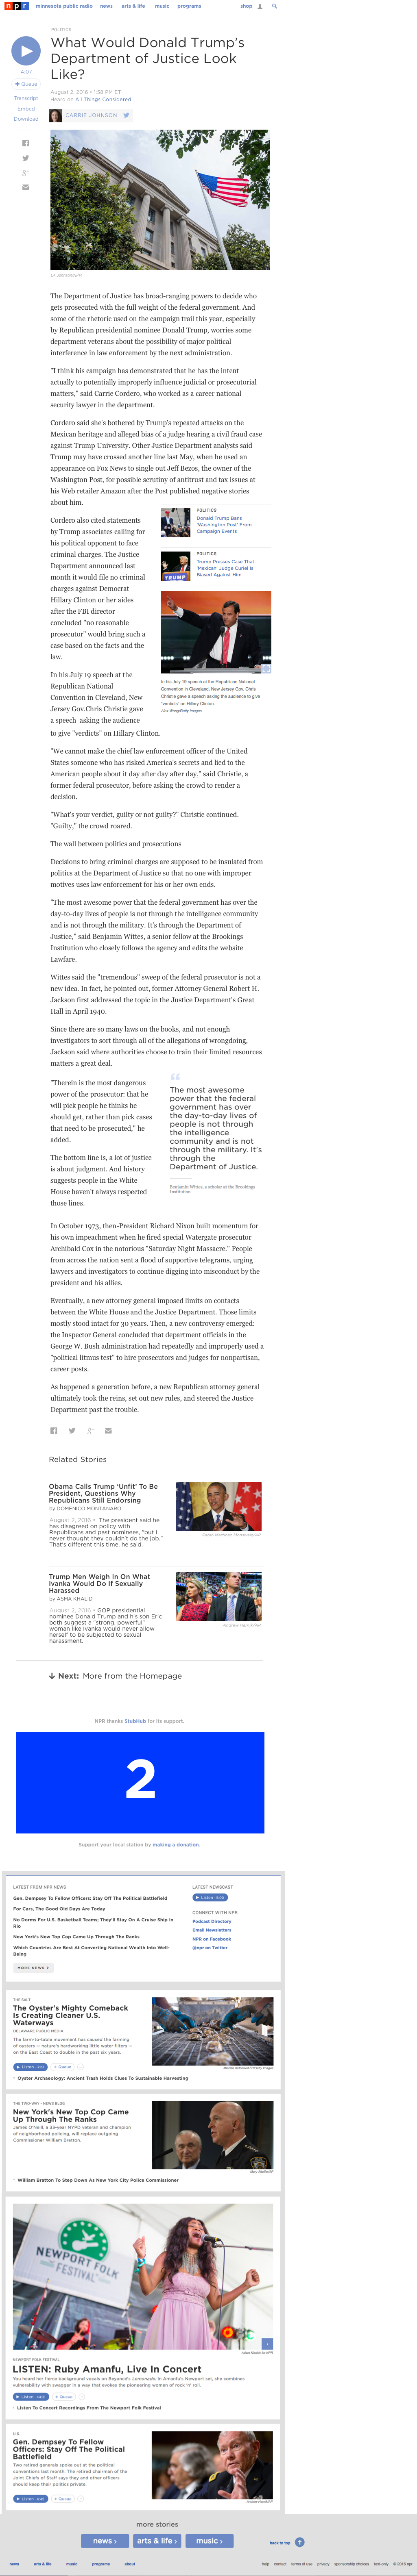 npr minnesota public radio news arts & life music programs shop
POLITICS
What Would Donald Trump's
Department of Justice Look
Like?
4:07
+ Queue
Transcript
Embed
Download
August 2, 2016 • 1:58 PM ET
Heard on All Things Considered
CARRIE JOHNSON
The Department of Justice has broad-ranging powers to decide who
gets prosecuted with the full weight of the federal government. And
some of the rhetoric used on the campaign trail this year, especially
by Republican presidential nominee Donald Trump, worries some
department veterans about the possibility of major political
interference in law enforcement by the next administration.
"I think his campaign has demonstrated that he has the intent
actually to potentially improperly influence judicial or prosecutorial
matters," said Carrie Cordero, who worked as a career national
security lawyer in the department.
Cordero said she's bothered by Trump's repeated attacks on the
Mexican heritage and alleged bias of a judge hearing a civil fraud case
against Trump University. Other Justice Department analysts said
Trump may have crossed another line last May, when he used an
appearance on Fox News to single out Jeff Bezos, the owner of the
Washington Post, for possible scrutiny of antitrust and tax issues at
his Web retailer Amazon after the Post published negative stories
about him.
POLITICS
Donald Trump Bans
'Washington Post' From
Campaign Events
POLITICS
Trump Presses Case That
'Mexican' Judge Curiel Is
Biased Against Him
TRUMP
In his July 19 speech at the Republican National
Convention in Cleveland, New Jersey Gov. Chris
Christie gave a speech asking the audience to give
"verdicts" on Hillary Clinton.
Alex Wong/Getty Images
Cordero also cited statements
by Trump associates calling for
his political opponent to face
criminal charges. The Justice
Department announced last
month it would file no criminal
charges against Democrat
Hillary Clinton or her aides
after the FBI director
concluded "no reasonable
prosecutor" would bring such a
case based on the facts and the
law.
In his July 19 speech at the
Republican National
Convention in Cleveland, New
Jersey Gov.Chris Christie gave
a speech asking the audience
to give "verdicts" on Hillary Clinton.
"We cannot make the chief law enforcement officer of the United
States someone who has risked America's secrets and lied to the
American people about it day after day after day," said Christie, a
former federal prosecutor, before asking the crowd to render a
decision.
"What's your verdict, guilty or not guilty?" Christie continued.
"Guilty," the crowd roared.
The wall between politics and prosecutions
Decisions to bring criminal charges are supposed to be insulated from
politics at the Department of Justice so that no one with improper
motives uses law enforcement for his or her own ends.
"The most awesome power that the federal government has over the
day-to-day lives of people is not through the intelligence community
and is not through the military. It's through the Department of
Justice," said Benjamin Wittes, a senior fellow at the Brookings
Institution who closely follows the agency and edits the website
Lawfare.
Wittes said the "tremendous" sweep of the federal prosecutor is not a
new idea. In fact, he pointed out, former Attorney General Robert H.
Jackson first addressed the topic in the Justice Department's Great
Hall in April 1940.
Since there are so many laws on the books, and not enough
investigators to sort through all of the allegations of wrongdoing,
Jackson said where authorities choose to train their limited resources
matters a great deal.
"Therein is the most dangerous
power of the prosecutor: that he
will pick people he thinks he
should get, rather than pick cases
that need to be prosecuted," he
added.
The bottom line is, a lot of justice
is about judgment. And history
suggests people in the White
House haven't always respected
those lines.
“
The most awesome
power that the federal
government has over
the day-to-day lives of
people is not through
the intelligence
community and is not
through the military. It's
through the
Department of Justice.
Benjamin Wittes, a scholar at the Brookings
Institution
In October 1973, then-President Richard Nixon built momentum for
his own impeachment when he fired special Watergate prosecutor
Archibald Cox in the notorious "Saturday Night Massacre." People
from across the nation sent a flood of supportive telegrams, urging
lawyers and investigators to continue digging into misconduct by the
president and his allies.
Eventually, a new attorney general imposed limits on contacts
between the White House and the Justice Department. Those limits
mostly stood intact for 30 years. Then, a new controversy emerged:
the Inspector General concluded that department officials in the
George W. Bush administration had repeatedly and improperly used a
"political litmus test" to hire prosecutors and judges for nonpartisan,
career posts.
As happened a generation before, a new Republican attorney general
ultimately took the reins, set out new rules, and steered the Justice
Department past the trouble.
Related Stories
Obama Calls Trump 'Unfit' To Be
President, Questions Why
Republicans Still Endorsing
by DOMENICO MONTANARO
August 2, 2016 • The president said he
has disagreed on policy with
Republicans and past nominees, "but I
never thought they couldn't do the job."
That's different this time, he said.
Pablo Martinez Monsivais/AP
Trump Men Weigh In On What
Ivanka Would Do If Sexually
Harassed
by ASMA KHALID
August 2, 2016 • GOP presidential
nominee Donald Trump and his son Eric
both suggest a "strong, powerful"
woman like Ivanka would never allow
herself to be subjected to sexual
harassment.
Andrew Harnik/AP
Next: More from the Homepage
NPR thanks StubHub for its support.
2
Support your local station by making a donation.
LATEST FROM NPR NEWS
Gen. Dempsey To Fellow Officers: Stay Off The Political Battlefield
For Cars, The Good Old Days Are Today
No Dorms For U.S. Basketball Teams; They'll Stay On A Cruise Ship In
Rio
New York's New Top Cop Came Up Through The Ranks
Which Countries Are Best At Converting National Wealth Into Well-
Being
MORE NEWS
LATEST NEWSCAST
Listen
CONNECT WITH NPR
Podcast Directory
Email Newsletters
NPR on Facebook
@npr on Twitter
THE SALT
The Oyster's Mighty Comeback
Is Creating Cleaner U.S.
Waterways
DELAWARE PUBLIC MEDIA
The farm-to-table movement has caused the farming
of oysters — nature's hardworking little water filters —
on the East Coast to double in the past six years.
Listen
+ Queue
Oyster Archaeology: Ancient Trash Holds Clues To Sustainable Harvesting
THE TWO-WAY - NEWS BLOG
New York's New Top Cop Came
Up Through The Ranks
James O'Neill, a 33-year NYPD veteran and champion
of neighborhood policing, will replace outgoing
Commissioner William Bratton.
William Bratton To Step Down As New York City Police Commissioner
NEWPORT
FOLK
FESTIVAL
Adam Kissick for NPR
NEWPORT FOLK FESTIVAL
LISTEN: Ruby Amanfu, Live In Concert
You heard her fierce background vocals on Beyoncé's Lemonade. In Amanfu's Newport set, she combines
vulnerability with swagger in a way that evokes the pioneering women of rock 'n' roll.
Listen
+ Queue
Listen To Concert Recordings From The Newport Folk Festival
U.S.
Gen. Dempsey To Fellow
Officers: Stay Off The Political
Battlefield
Two retired generals spoke out at the political
conventions last month. The retired chairman of the
Joint Chiefs of Staff says they and other officers
should keep their politics private.
Listen
+ Queue
Andrew Harnik/AP
more stories
news › arts & life › music ›
back to top
news arts & life music programs about help contact terms of use privacy sponsorship choices text-only